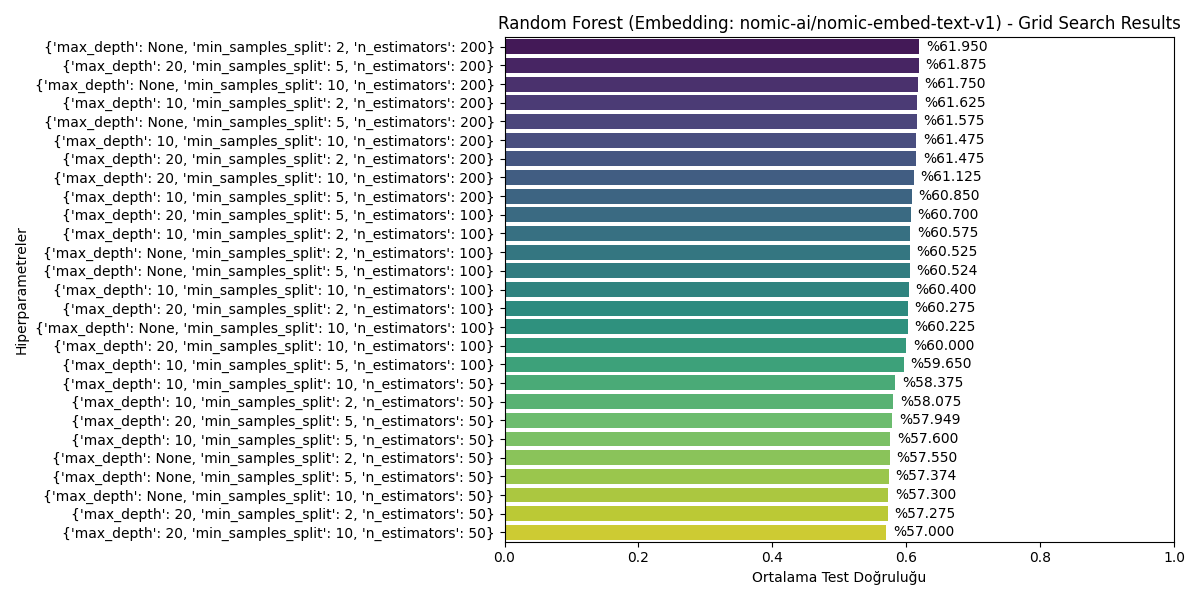 Random Forest (Embedding: nomic-ai/nomic-embed-text-v1) - Grid Search Results
{'max_depth': None, 'min_samples_split': 2, 'n_estimators': 200} %61.950
{'max_depth': 20, 'min_samples_split': 5, 'n_estimators': 200} %61.875
{'max_depth': None, 'min_samples_split': 10, 'n_estimators': 200} %61.750
{'max_depth': 10, 'min_samples_split': 2, 'n_estimators': 200} %61.625
{'max_depth': None, 'min_samples_split': 5, 'n_estimators': 200} %61.575
{'max_depth': 10, 'min_samples_split': 10, 'n_estimators': 200} %61.475
{'max_depth': 20, 'min_samples_split': 2, 'n_estimators': 200} %61.475
{'max_depth': 20, 'min_samples_split': 10, 'n_estimators': 200} %61.125
{'max_depth': 10, 'min_samples_split': 5, 'n_estimators': 200} %60.850
{'max_depth': 20, 'min_samples_split': 5, 'n_estimators': 100} %60.700
{'max_depth': 10, 'min_samples_split': 2, 'n_estimators': 100} %60.575
{'max_depth': None, 'min_samples_split': 2, 'n_estimators': 100} %60.525
{'max_depth': None, 'min_samples_split': 5, 'n_estimators': 100} %60.524
{'max_depth': 10, 'min_samples_split': 10, 'n_estimators': 100} %60.400
{'max_depth': 20, 'min_samples_split': 2, 'n_estimators': 100} %60.275
{'max_depth': None, 'min_samples_split': 10, 'n_estimators': 100} %60.225
{'max_depth': 20, 'min_samples_split': 10, 'n_estimators': 100} %60.000
{'max_depth': 10, 'min_samples_split': 5, 'n_estimators': 100} %59.650
{'max_depth': 10, 'min_samples_split': 10, 'n_estimators': 50} %58.375
{'max_depth': 10, 'min_samples_split': 2, 'n_estimators': 50} %58.075
{'max_depth': 20, 'min_samples_split': 5, 'n_estimators': 50} %57.949
{'max_depth': 10, 'min_samples_split': 5, 'n_estimators': 50} %57.600
{'max_depth': None, 'min_samples_split': 2, 'n_estimators': 50} %57.550
{'max_depth': None, 'min_samples_split': 5, 'n_estimators': 50} %57.374
{'max_depth': None, 'min_samples_split': 10, 'n_estimators': 50} %57.300
{'max_depth': 20, 'min_samples_split': 2, 'n_estimators': 50} %57.275
{'max_depth': 20, 'min_samples_split': 10, 'n_estimators': 50} %57.000
Hiperparametreler
0.0 0.2 0.4 0.6 0.8 1.0
Ortalama Test Doğruluğu